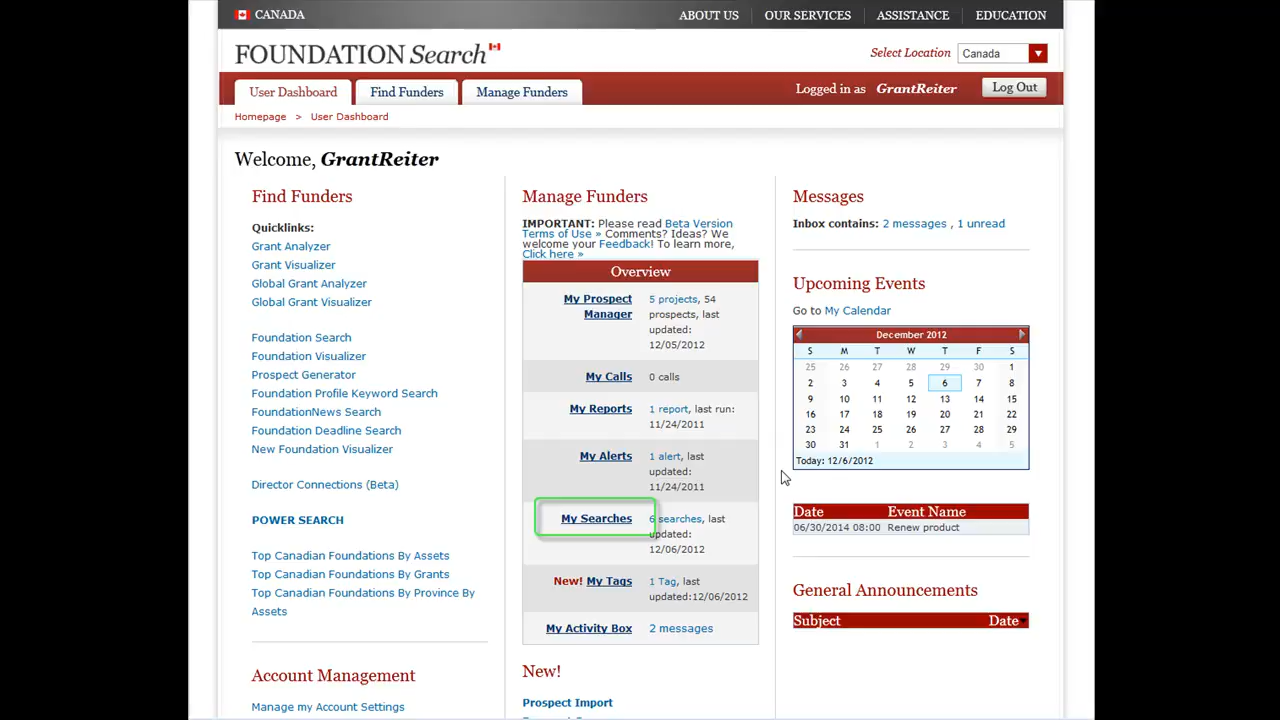 CANADA
ABOUT US
OUR SERVICES
ASSISTANCE
EDUCATION
FOUNDATION Search
Select Location
Canada
User Dashboard
Find Funders
Manage Funders
Logged in as GrantReiter
Log Out
Homepage > User Dashboard
Welcome, GrantReiter
Find Funders
Quicklinks:
Grant Analyzer
Grant Visualizer
Global Grant Analyzer
Global Grant Visualizer
Foundation Search
Foundation Visualizer
Prospect Generator
Foundation Profile Keyword Search
FoundationNews Search
Foundation Deadline Search
New Foundation Visualizer
Director Connections (Beta)
POWER SEARCH
Top Canadian Foundations By Assets
Top Canadian Foundations By Grants
Top Canadian Foundations By Province By
Assets
Account Management
Manage my Account Settings
Manage Funders
IMPORTANT: Please read Beta Version
Terms of Use » Comments? Ideas? We
welcome your Feedback! To learn more,
Click here »
Overview
My Prospect
Manager
5 projects, 54
prospects, last
updated:
12/05/2012
My Calls
0 calls
My Reports
1 report, last run:
11/24/2011
My Alerts
1 alert, last
updated:
11/24/2011
My Searches
6 searches, last
updated:
12/06/2012
New! My Tags
1 Tag, last
updated:12/06/2012
My Activity Box
2 messages
New!
Prospect Import
Messages
Inbox contains: 2 messages , 1 unread
Upcoming Events
Go to My Calendar
December 2012
S M T W T F S
25 26 27 28 29 30 1
2 3 4 5 6 7 8
9 10 11 12 13 14 15
16 17 18 19 20 21 22
23 24 25 26 27 28 29
30 31 1 2 3 4 5
Today: 12/6/2012
Date Event Name
06/30/2014 08:00 Renew product
General Announcements
Subject Date